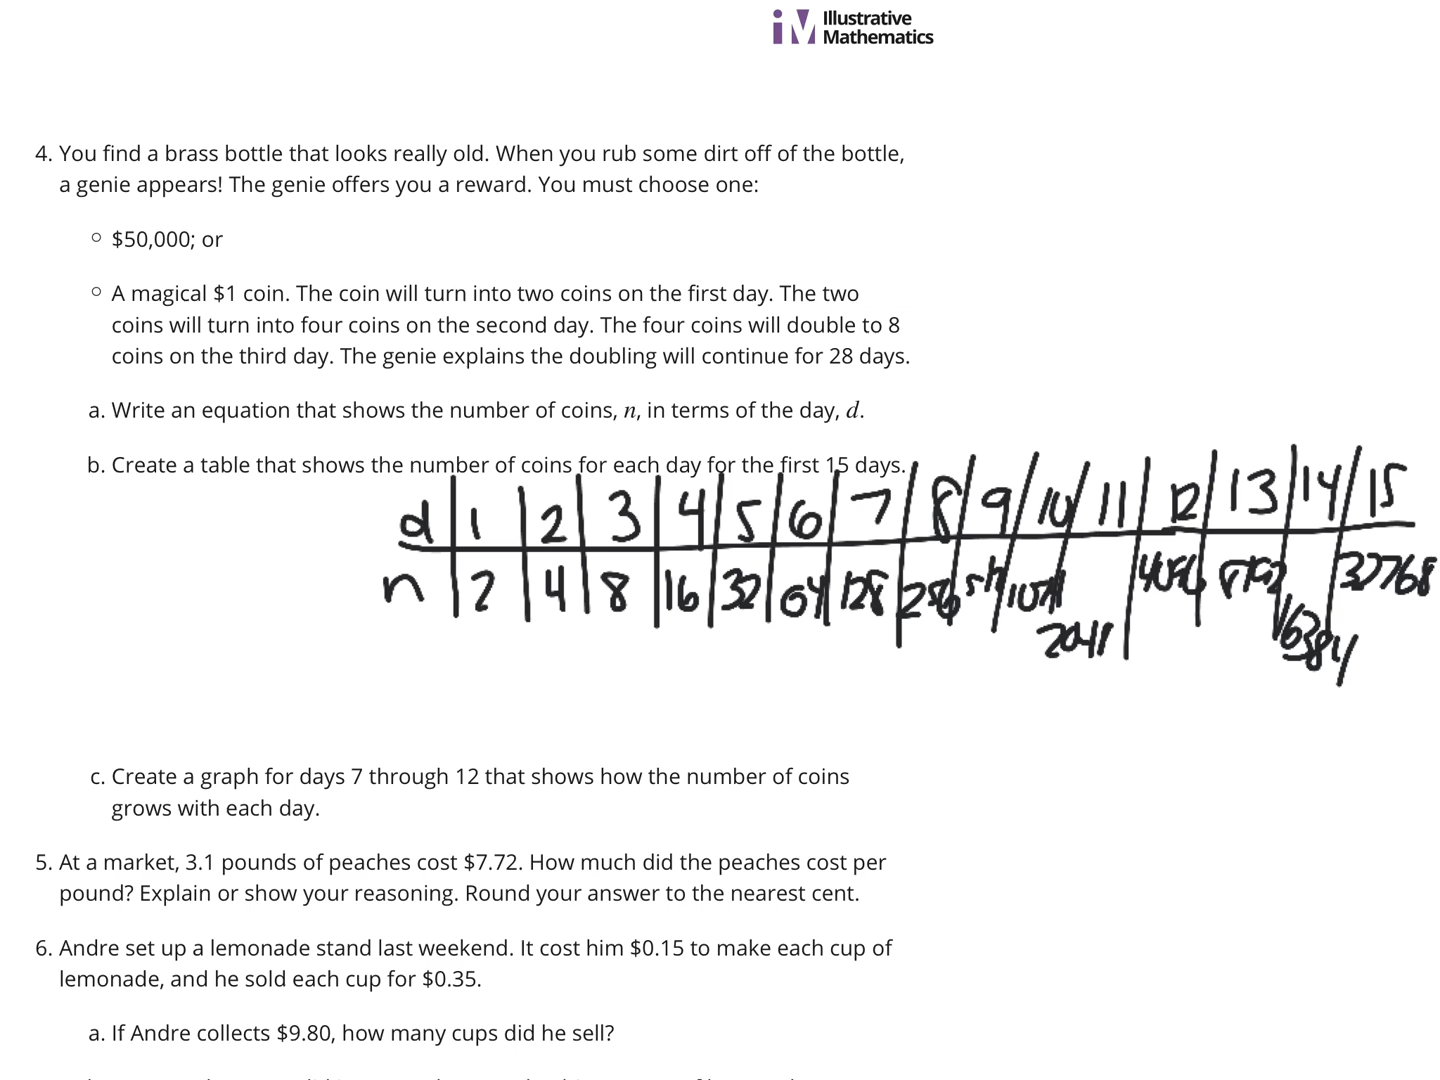 Illustrative
Mathematics
4. You find a brass bottle that looks really old. When you rub some dirt off of the bottle,
a genie appears! The genie offers you a reward. You must choose one:
○ $50,000; or
○ A magical $1 coin. The coin will turn into two coins on the first day. The two
coins will turn into four coins on the second day. The four coins will double to 8
coins on the third day. The genie explains the doubling will continue for 28 days.
a. Write an equation that shows the number of coins, n, in terms of the day, d.
b. Create a table that shows the number of coins for each day for the first 15 days.
d 1 2 3 4 5 6 7 8 9 10 11 12 13 14 15
n 2 4 8 16 32 64 128 256 4096 32768
16384
c. Create a graph for days 7 through 12 that shows how the number of coins
grows with each day.
5. At a market, 3.1 pounds of peaches cost $7.72. How much did the peaches cost per
pound? Explain or show your reasoning. Round your answer to the nearest cent.
6. Andre set up a lemonade stand last weekend. It cost him $0.15 to make each cup of
lemonade, and he sold each cup for $0.35.
a. If Andre collects $9.80, how many cups did he sell?